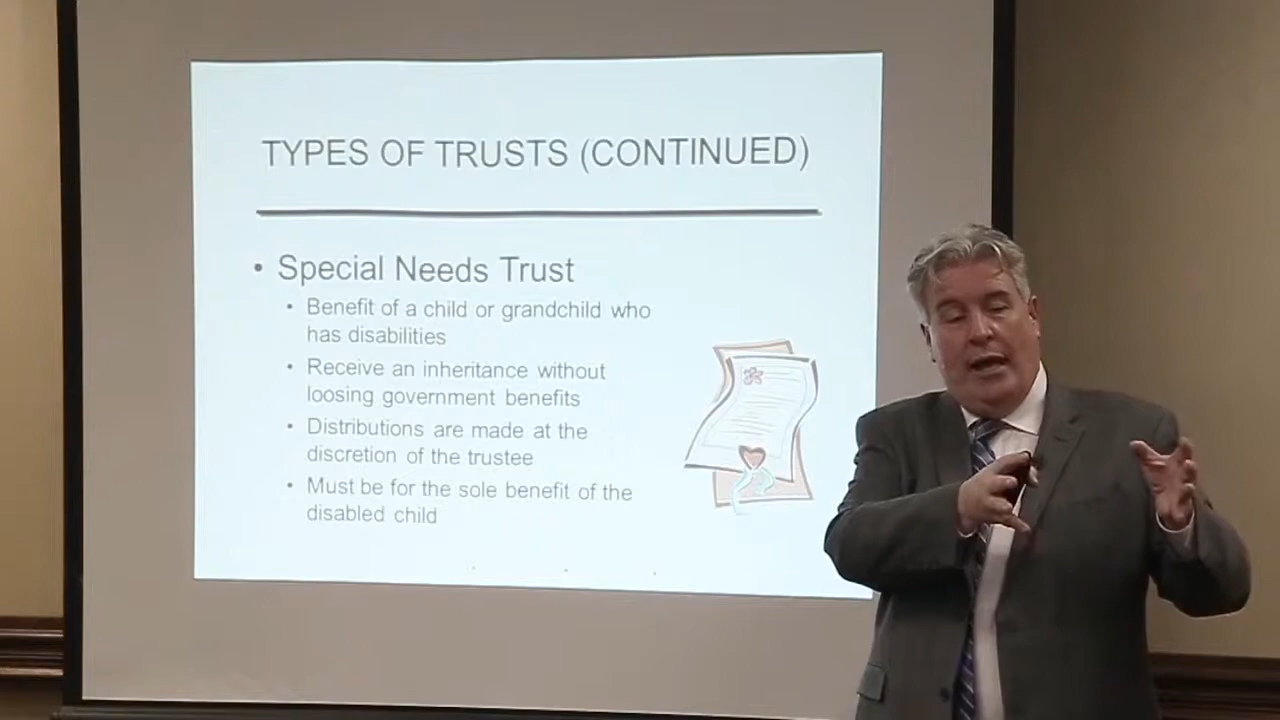 TYPES OF TRUSTS (CONTINUED)
• Special Needs Trust
• Benefit of a child or grandchild who
has disabilities
• Receive an inheritance without
loosing government benefits
• Distributions are made at the
discretion of the trustee
• Must be for the sole benefit of the
disabled child